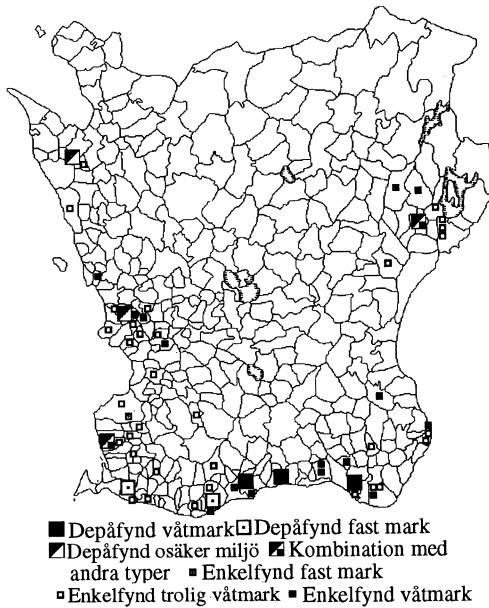 Depåfynd våtmark Depåfynd fast mark
Depåfynd osäker miljö Kombination med
andra typer Enkelfynd fast mark
Enkelfynd trolig våtmark Enkelfynd våtmark